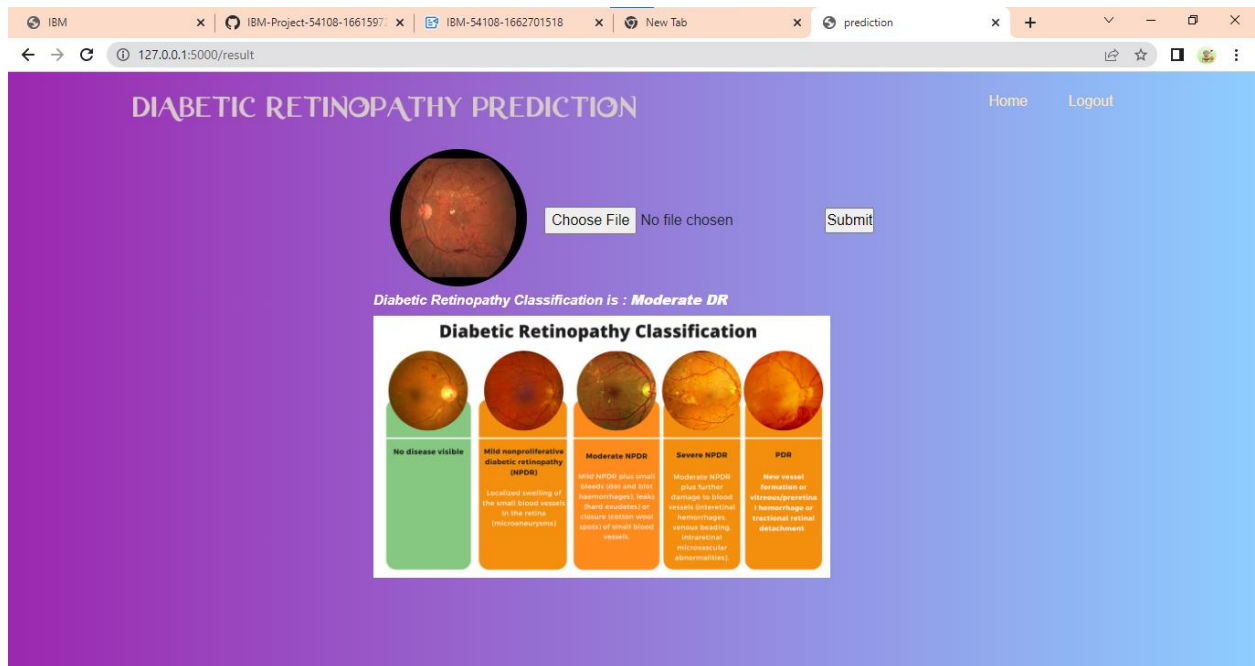 IBM
IBM-Project-54108-1661597
IBM-54108-1662701518
New Tab
prediction
127.0.0.1:5000/result
DIABETIC RETINOPATHY PREDICTION
Home
Logout
Choose File No file chosen
Submit
Diabetic Retinopathy Classification is : Moderate DR
Diabetic Retinopathy Classification
No disease visible
Mild nonproliferative
diabetic retinopathy
(NPDR)
Localized swelling of
the small blood vessels
in the retina
(microaneurysms)
Moderate NPDR
Mild NPDR plus small
bleeds (dot and blot
haemorrhages), leaks
(hard exudates) or
closure (cotton wool
spots) of small blood
vessels.
Severe NPDR
Moderate NPDR
plus further
damage to blood
vessels (interetinal
hemorrhages,
venous beading,
intraretinal
microvascular
abnormalities).
PDR
New vessel
formation or
vitreous/preretina
l hemorrhage or
tractional retinal
detachment